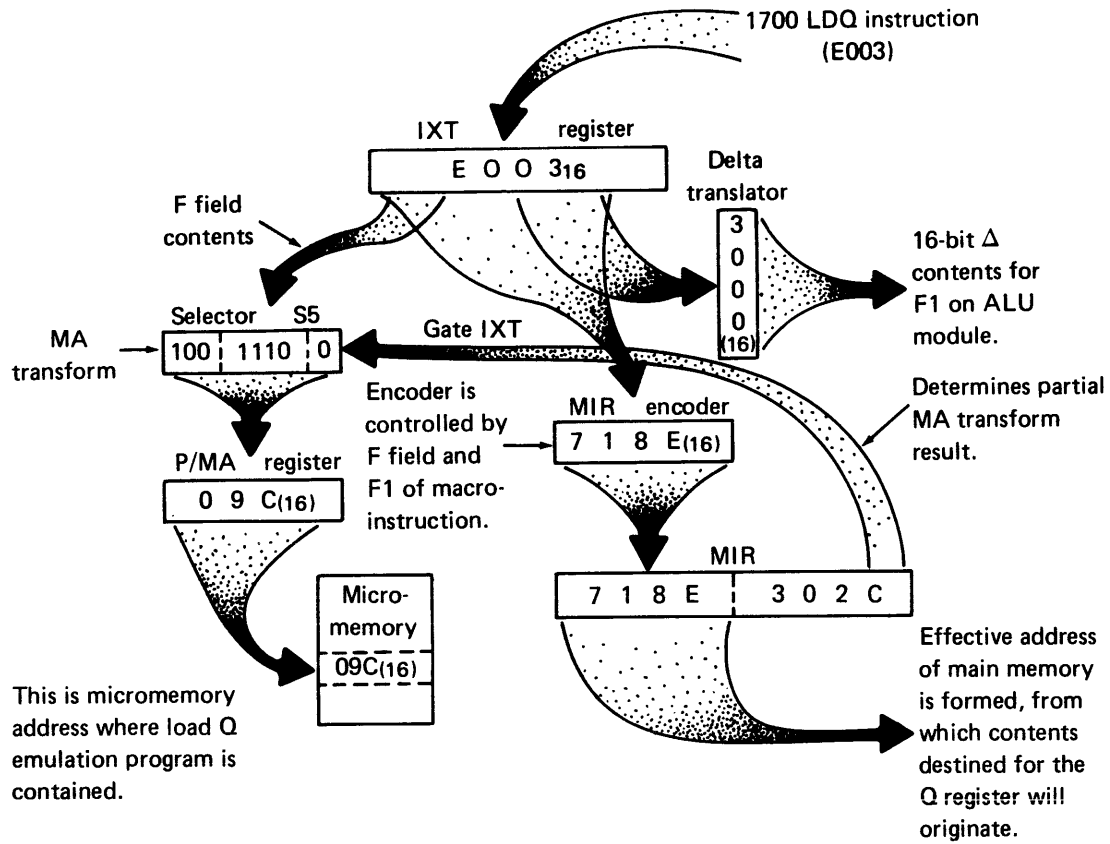 1700 LDQ instruction
(E003)
IXT register
E 0 0 3 16
Delta
translator
3
0
0
0
(16)
F field
contents
16-bit Δ
contents for
F1 on ALU
module.
Selector S5
MA
transform
100 1110 0
Gate IXT
Encoder is
controlled by
F field and
F1 of macro-
instruction.
MIR encoder
7 1 8 E(16)
Determines partial
MA transform
result.
P/MA register
0 9 C(16)
MIR
7 1 8 E 3 0 2 C
Micro-
memory
09C(16)
This is micromemory
address where load Q
emulation program is
contained.
Effective address
of main memory
is formed, from
which contents
destined for the
Q register will
originate.